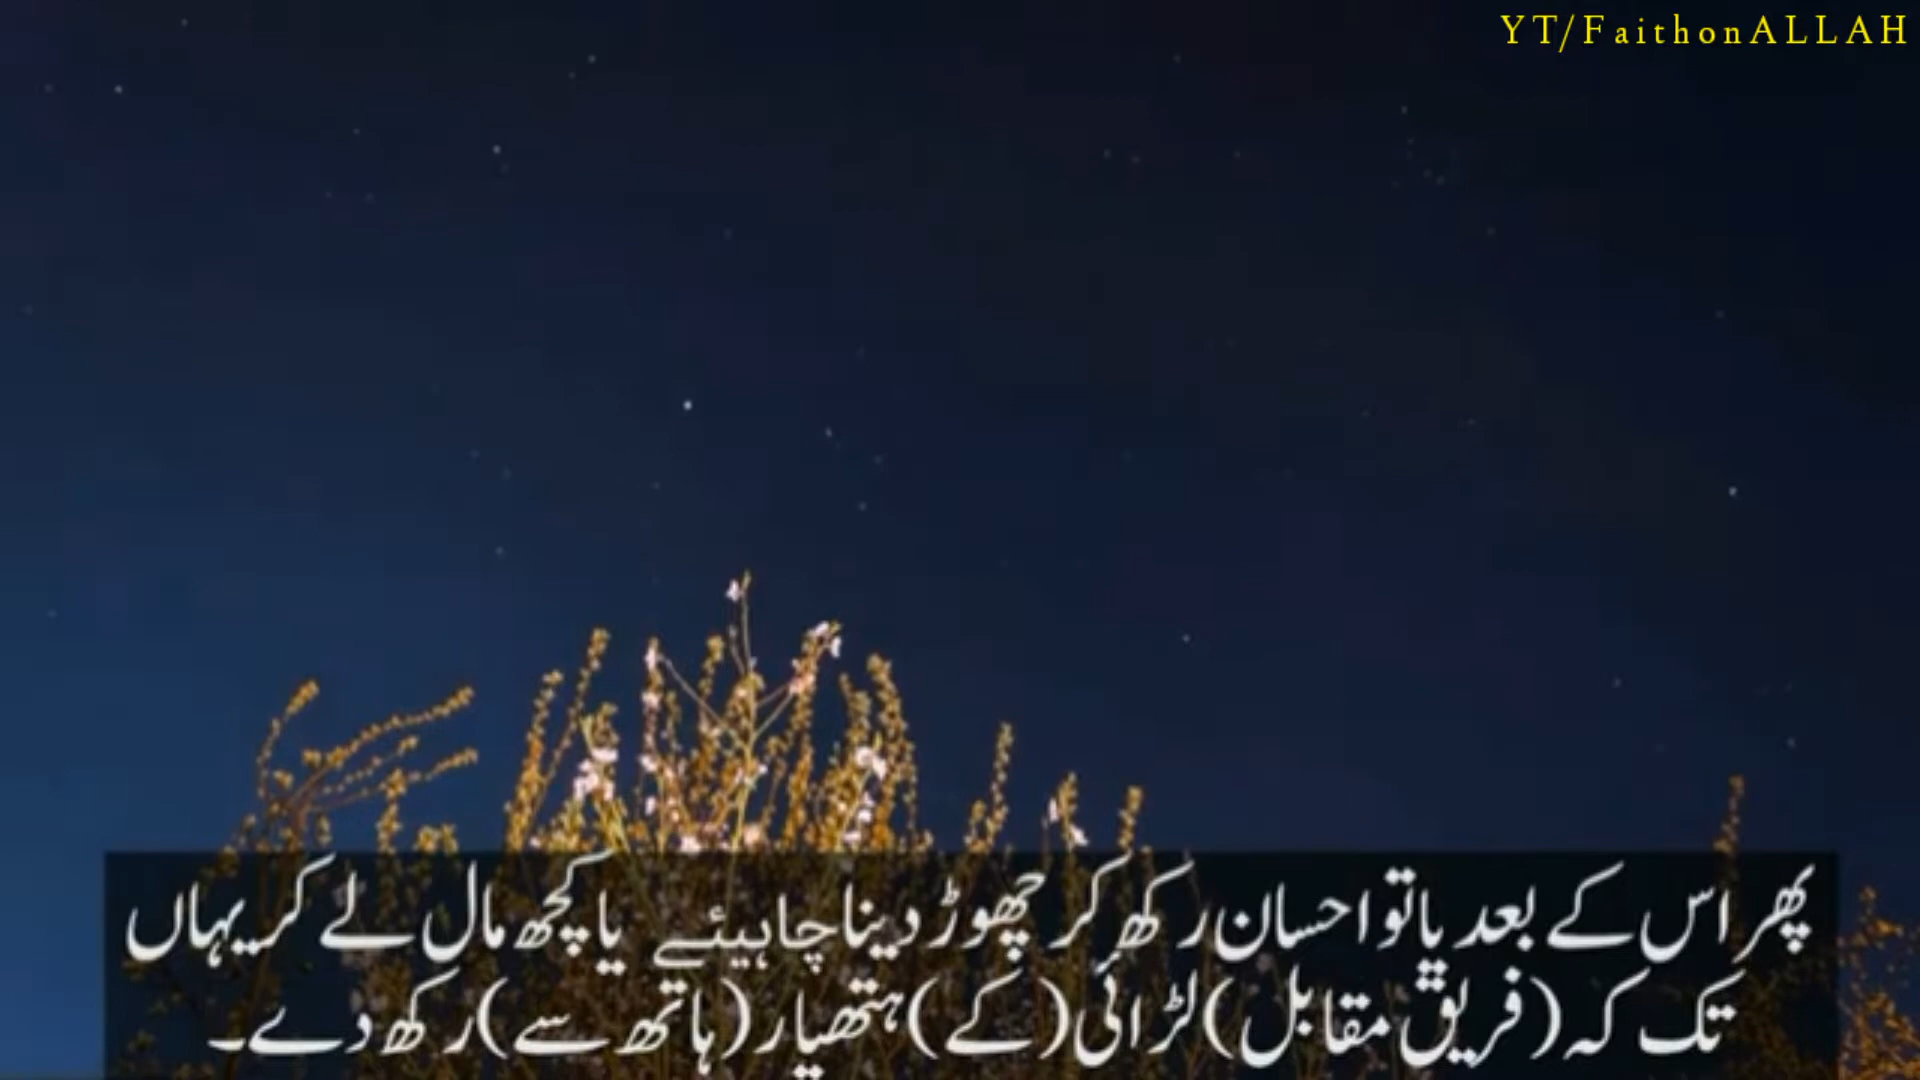 YT/FaithonALLAH
پھر اس کے بعد یا تو احسان رکھ کر چھوڑ دینا چاہیئے یا کچھ مال لے کر یہاں
تک کہ (فریق مقابل) لڑائی (کے) ہتھیار (ہاتھ سے) رکھ دے۔